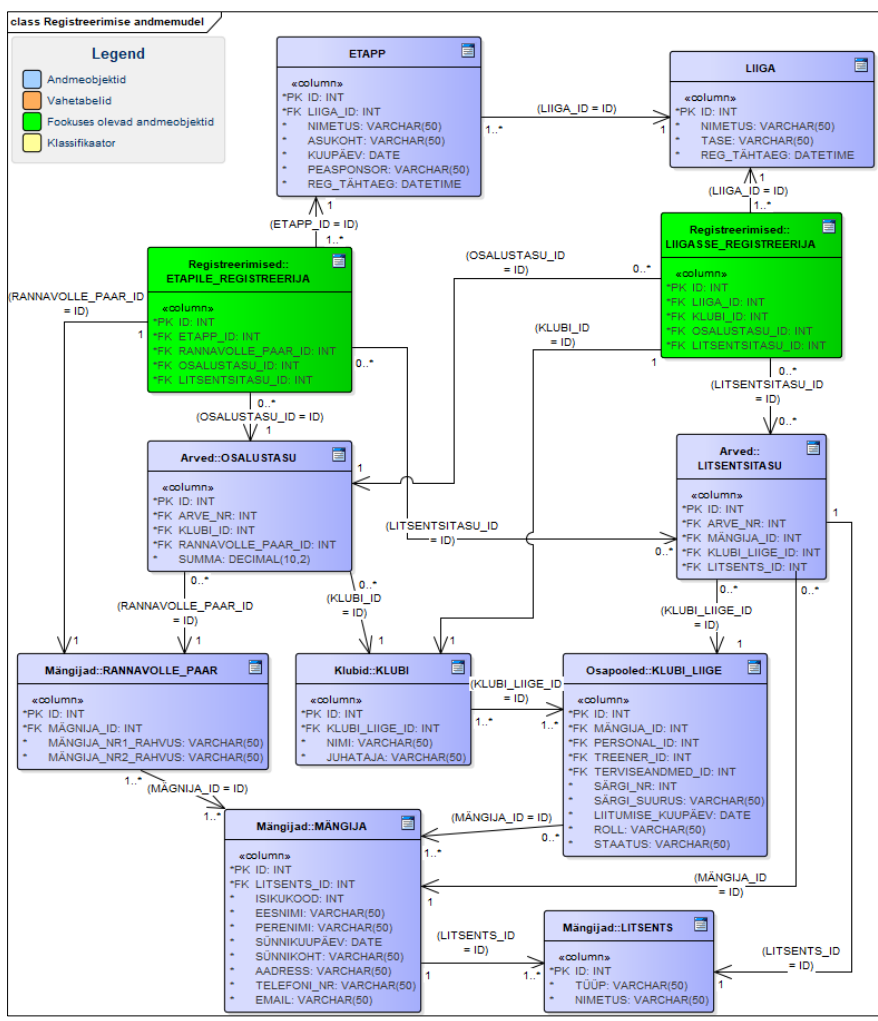 class Registreerimise andmemudel
Legend
Andmeobjektid
Vahetabelid
Fookuses olevad andmeobjektid
Klassifikaator
ETAPP
«column»
*PK ID: INT
*FK LIIGA_ID: INT
* NIMETUS: VARCHAR(50)
* ASUKOHT: VARCHAR(50)
* KUUPÄEV: DATE
* PEASPONSOR: VARCHAR(50)
* REG_TÄHTAEG: DATETIME
(LIIGA_ID = ID)
1..*
1
LIIGA
«column»
*PK ID: INT
* NIMETUS: VARCHAR(50)
* TASE: VARCHAR(50)
* REG_TÄHTAEG: DATETIME
1
(ETAPP_ID = ID)
1..*
1
(LIIGA_ID = ID)
1..*
Registreerimised::
ETAPILE_REGISTREERIJA
«column»
*PK ID: INT
*FK ETAPP_ID: INT
*FK RANNAVOLLE_PAAR_ID: INT
*FK OSALUSTASU_ID: INT
*FK LITSENTSITASU_ID: INT
Registreerimised::
LIIGASSE_REGISTREERIJA
«column»
*PK ID: INT
*FK LIIGA_ID: INT
*FK KLUBI_ID: INT
*FK OSALUSTASU_ID: INT
*FK LITSENTSITASU_ID: INT
(RANNAVOLLE_PAAR_ID
= ID)
1
(OSALUSTASU_ID
= ID)
0..*
(KLUBI_ID
= ID)
1
0..*
0..*
(OSALUSTASU_ID = ID)
1
0..*
(LITSENTSITASU_ID
= ID)
0..*
Arved::OSALUSTASU
«column»
*PK ID: INT
*FK ARVE_NR: INT
*FK KLUBI_ID: INT
*FK RANNAVOLLE_PAAR_ID: INT
* SUMMA: DECIMAL(10,2)
1
(LITSENTSITASU_ID
= ID)
0..*
Arved::
LITSENTSITASU
«column»
*PK ID: INT
*FK ARVE_NR: INT
*FK MÄNGIJA_ID: INT
*FK KLUBI_LIIGE_ID: INT
*FK LITSENTS_ID: INT
1
0..*
(RANNAVOLLE_PAAR_ID
= ID)
1
1
0..*
(KLUBI_ID
= ID)
1
1
0..*
(KLUBI_LIIGE_ID
= ID)
1
0..*
Mängijad::RANNAVOLLE_PAAR
«column»
*PK ID: INT
*FK MÄGNIJA_ID: INT
* MÄNGIJA_NR1_RAHVUS: VARCHAR(50)
* MÄNGIJA_NR2_RAHVUS: VARCHAR(50)
Klubid::KLUBI
«column»
*PK ID: INT
*FK KLUBI_LIIGE_ID: INT
* NIMI: VARCHAR(50)
* JUHATAJA: VARCHAR(50)
(KLUBI_LIIGE_ID
= ID)
1..*
1..*
Osapooled::KLUBI_LIIGE
«column»
*PK ID: INT
*FK MÄNGIJA_ID: INT
*FK PERSONAL_ID: INT
*FK TREENER_ID: INT
*FK TERVISEANDMED_ID: INT
* SÄRGI_NR: INT
* SÄRGI_SUURUS: VARCHAR(50)
* LIITUMISE_KUUPÄEV: DATE
* ROLL: VARCHAR(50)
* STAATUS: VARCHAR(50)
1..*
(MÄGNIJA_ID = ID)
1..*
(MÄNGIJA_ID = ID)
0..*
1..*
Mängijad::MÄNGIJA
«column»
*PK ID: INT
*FK LITSENTS_ID: INT
* ISIKUKOOD: INT
* EESNIMI: VARCHAR(50)
* PERENIMI: VARCHAR(50)
* SÜNNIKUUPÄEV: DATE
* SÜNNIKOHT: VARCHAR(50)
* AADRESS: VARCHAR(50)
* TELEFONI_NR: VARCHAR(50)
* EMAIL: VARCHAR(50)
(MÄNGIJA_ID
= ID)
1
(LITSENTS_ID
= ID)
1
1..*
Mängijad::LITSENTS
«column»
*PK ID: INT
* TÜÜP: VARCHAR(50)
* NIMETUS: VARCHAR(50)
(LITSENTS_ID
= ID)
1